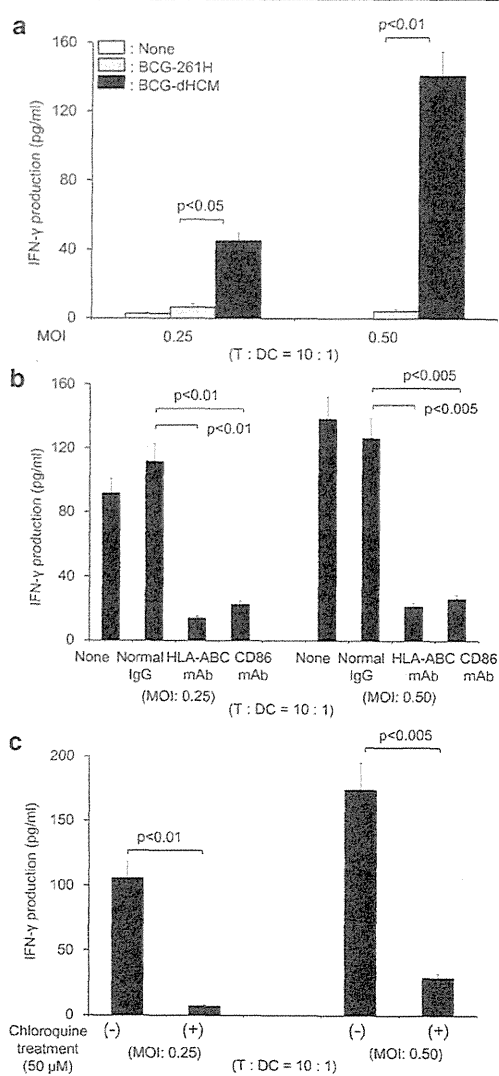 a
160
120
80
40
0
IFN-γ production (pg/ml)
: None
: BCG-261H
: BCG-dHCM
p<0.05
p<0.01
MOI 0.25 0.50
(T : DC = 10 : 1)
b
160
120
80
40
0
IFN-γ production (pg/ml)
p<0.01
p<0.01
p<0.005
p<0.005
None Normal HLA-ABC CD86 None Normal HLA-ABC CD86
IgG mAb mAb IgG mAb mAb
(MOI: 0.25) (MOI: 0.50)
(T : DC = 10 : 1)
c
200
150
100
50
0
IFN-γ production (pg/ml)
p<0.01
p<0.005
Chloroquine (-) (+) (-) (+)
treatment (MOI: 0.25) (MOI: 0.50)
(50 µM) (T : DC = 10 : 1)